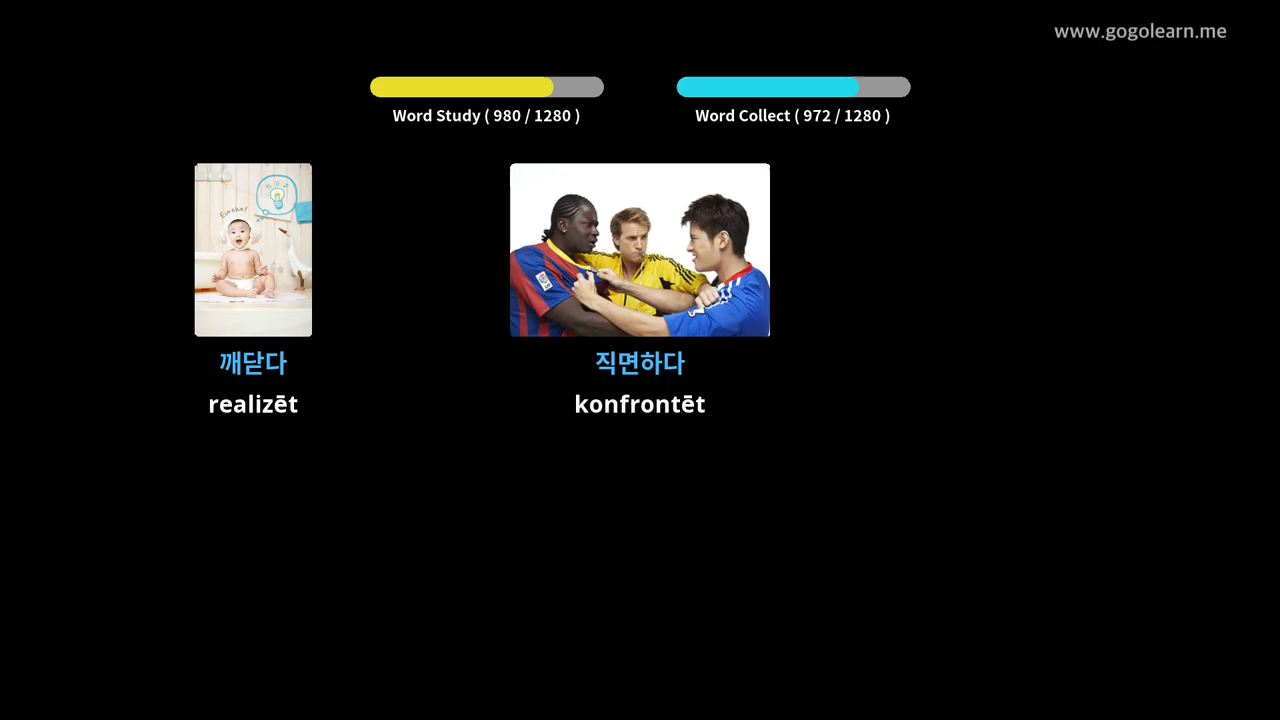 www.gogolearn.me
Word Study ( 980 / 1280 )
Word Collect ( 972 / 1280 )
Eureka!
깨닫다
직면하다
realizēt
konfrontēt